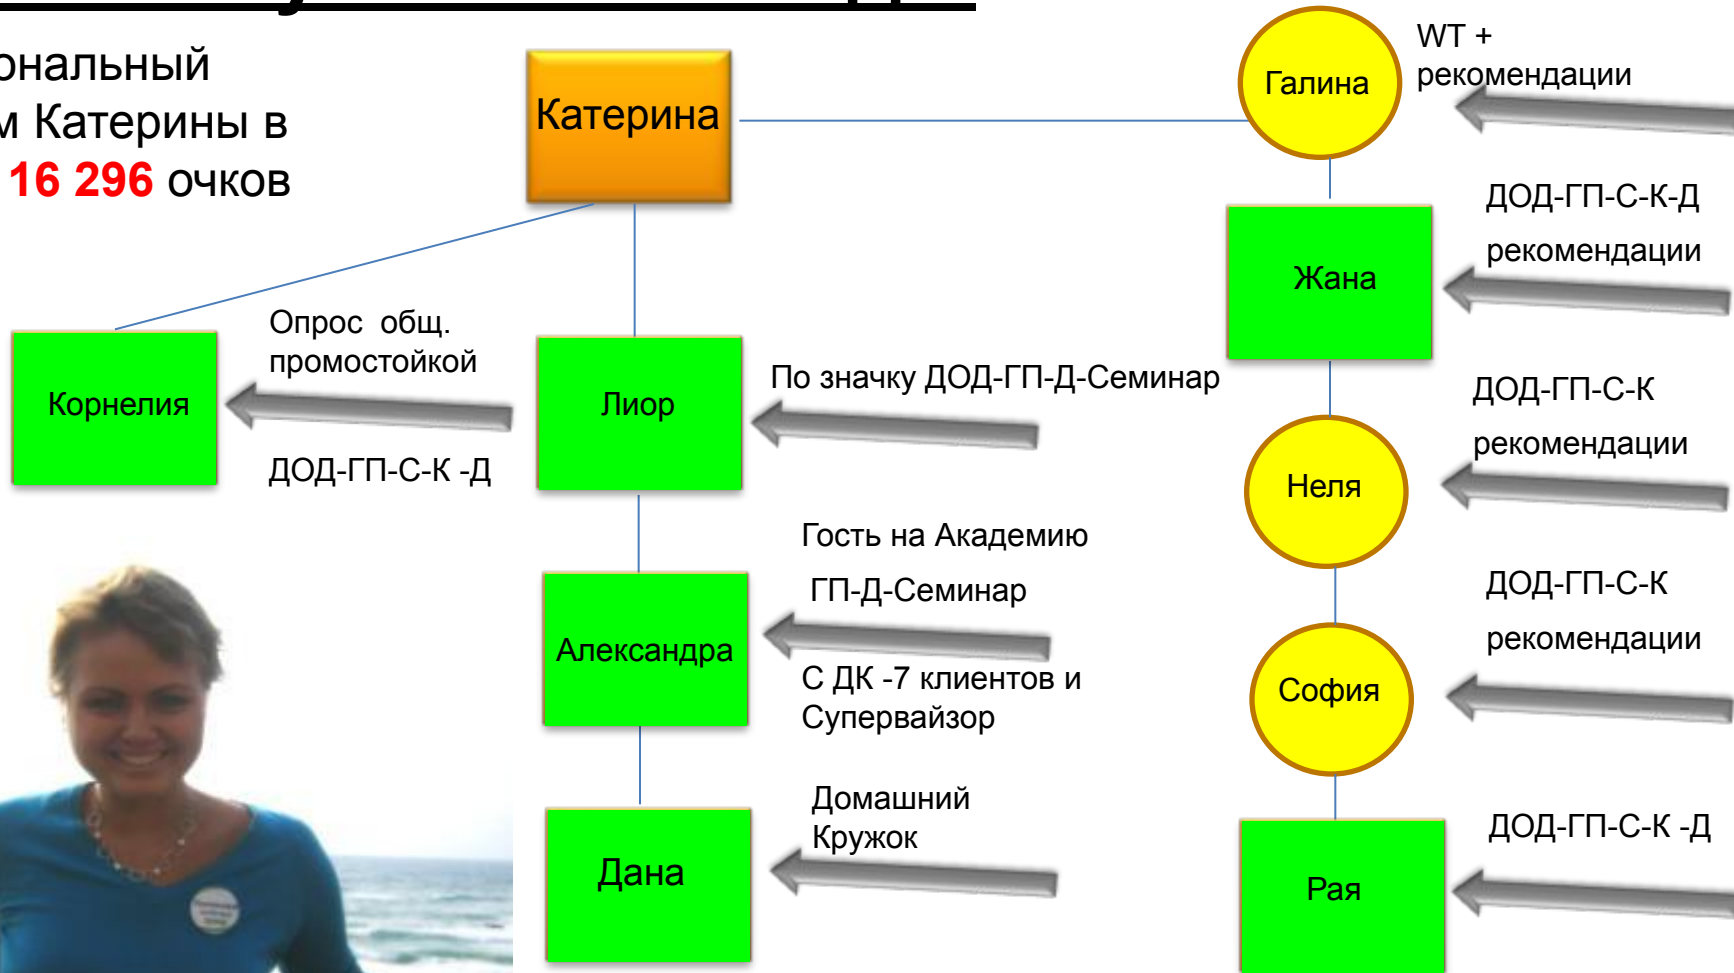 ональный
м Катерины в
16 296 очков
Катерина
Галина
WT +
рекомендации
ДОД-ГП-С-К-Д
рекомендации
Жана
Опрос общ.
промостойкой
Корнелия
ДОД-ГП-С-К -Д
Лиор
По значку ДОД-ГП-Д-Семинар
ДОД-ГП-С-К
рекомендации
Неля
Гость на Академию
ГП-Д-Семинар
Александра
С ДК -7 клиентов и
Супервайзор
ДОД-ГП-С-К
рекомендации
София
Домашний
Кружок
Дана
ДОД-ГП-С-К -Д
Рая